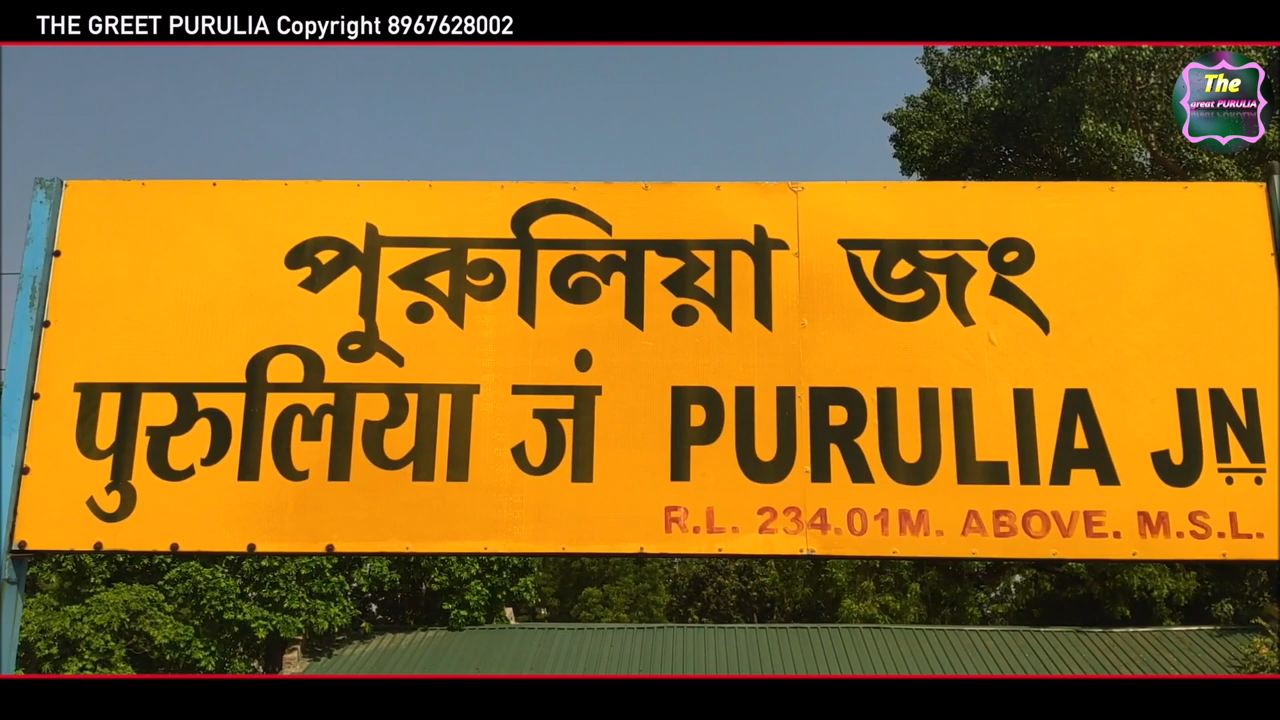 THE GREET PURULIA Copyright 8967628002
The
great PURULIA
পুরুলিয়া জং
पुरुलिया जं PURULIA JN
R.L. 234.01M. ABOVE. M.S.L.